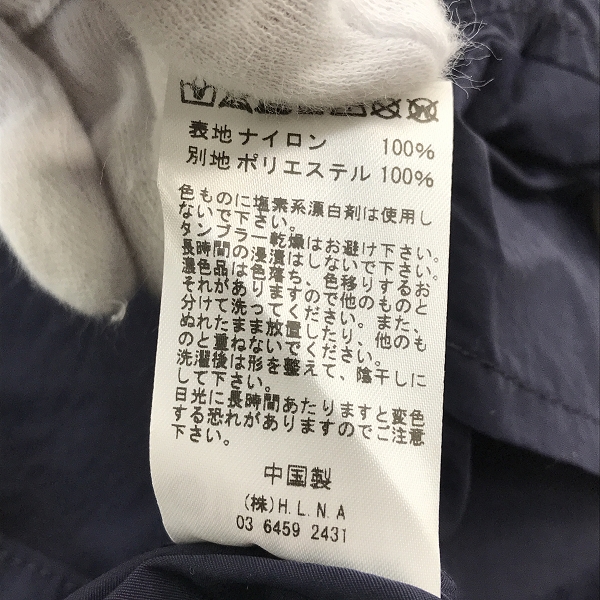 表地 ナイロン 100%
別地 ポリエステル 100%
色ものに塩素系漂白剤は使用し
ないで下さい。
タンブラー乾燥はお避け下さい。
長時間の浸漬はしないで下さい。
濃色品は色落ち、色移りするお
それがありますので他のものと
分けて洗ってください。また、
ぬれたまま放置したり、他のも
のと重ねないでください。
洗濯後は形を整えて、陰干しに
して下さい。
日光に長時間あたりますと変色
する恐れがありますのでご注意
下さい。
中国製
(株)H.L.N.A
03 6459 2431